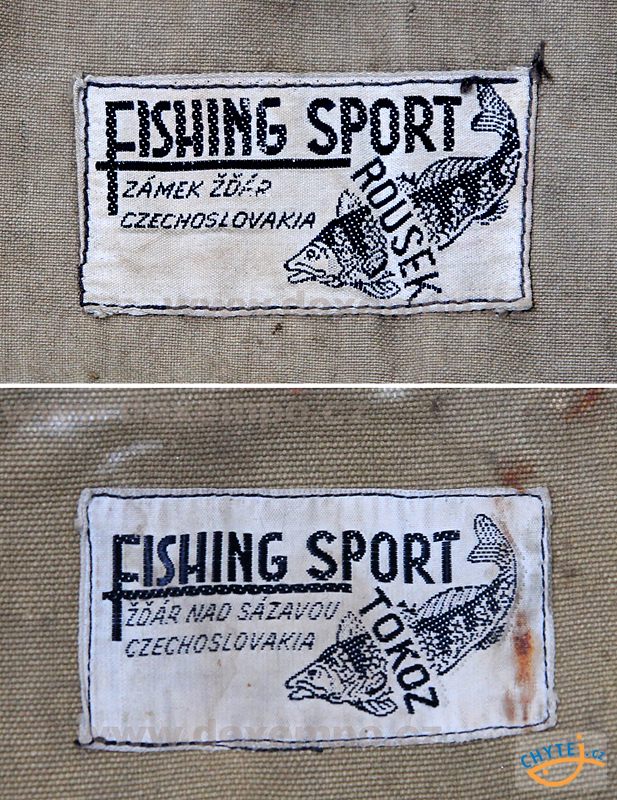 FISHING SPORT
ZÁMEK ŽĎÁR
CZECHOSLOVAKIA
ROUSEK
FISHING SPORT
ŽĎÁR NAD SÁZAVOU
CZECHOSLOVAKIA
TOKOZ
CHYTEJ.cz